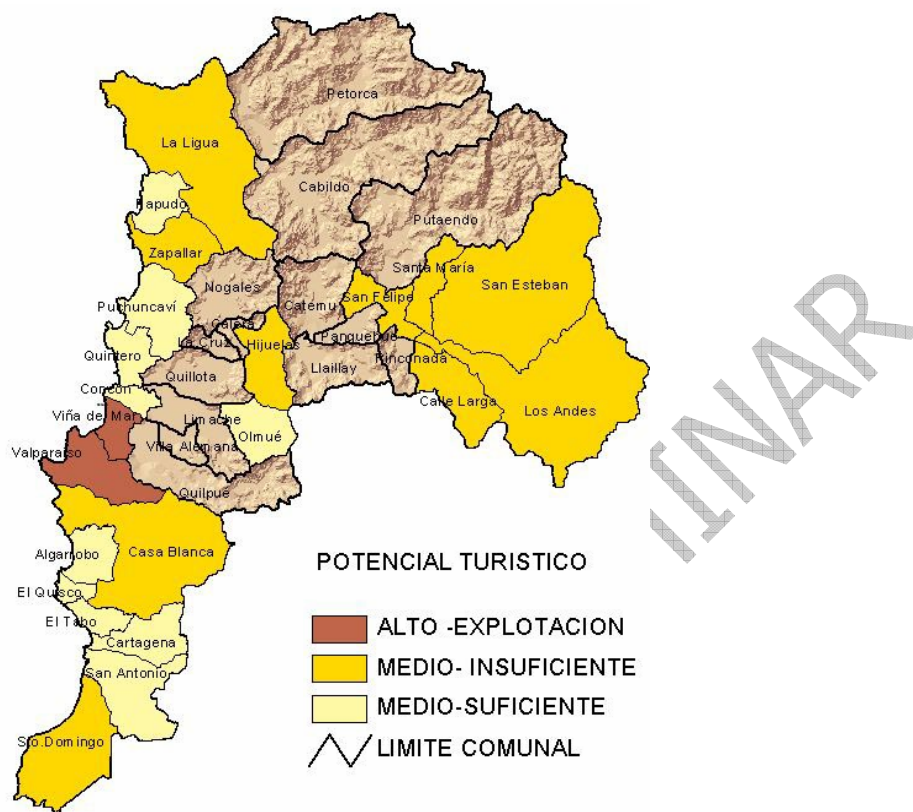 Petorca
La Ligua
Cabildo
Papudo
Putaendo
Zapallar
Santa María
San Esteban
Nogales
Catemu
San Felipe
Puchuncaví
Calera
Panquehue
La Cruz
Hijuelas
Quintero
Rinconada
Llaillay
Quillota
Concón
Calle Larga
Los Andes
Viña del Mar
Limache
Olmué
Valparaíso
Villa Alemana
Quilpué
Algarrobo
Casa Blanca
El Quisco
El Tabo
Cartagena
San Antonio
Sto.Domingo
POTENCIAL TURISTICO
ALTO -EXPLOTACION
MEDIO- INSUFICIENTE
MEDIO-SUFICIENTE
LIMITE COMUNAL
MINAR